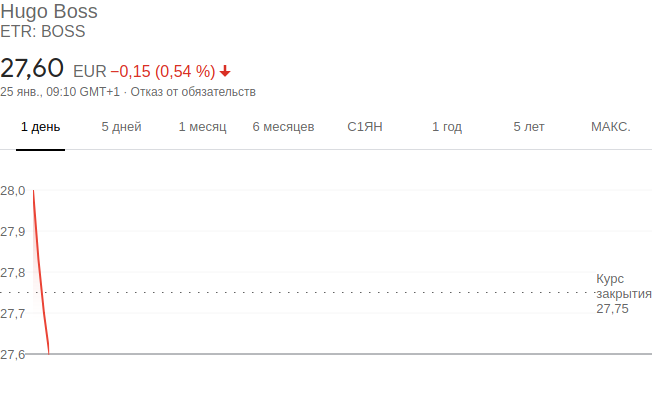 Hugo Boss
ETR: BOSS
27,60 EUR −0,15 (0,54 %)
25 янв., 09:10 GMT+1 · Отказ от обязательств
1 день 5 дней 1 месяц 6 месяцев С1ЯН 1 год 5 лет МАКС.
28,0
27,9
27,8
Курс
закрытия
27,75
27,7
27,6